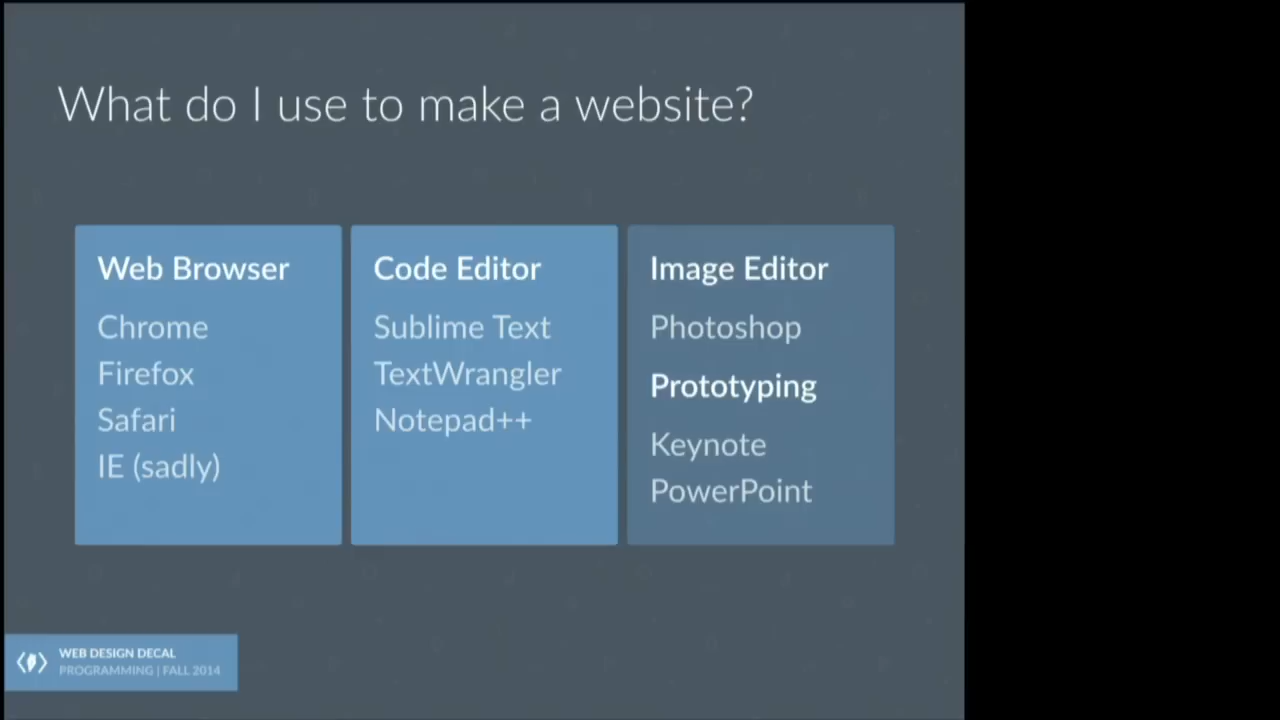 What do I use to make a website?
Web Browser
Chrome
Firefox
Safari
IE (sadly)
Code Editor
Sublime Text
TextWrangler
Notepad++
Image Editor
Photoshop
Prototyping
Keynote
PowerPoint
WEB DESIGN DECAL
PROGRAMMING | FALL 2014